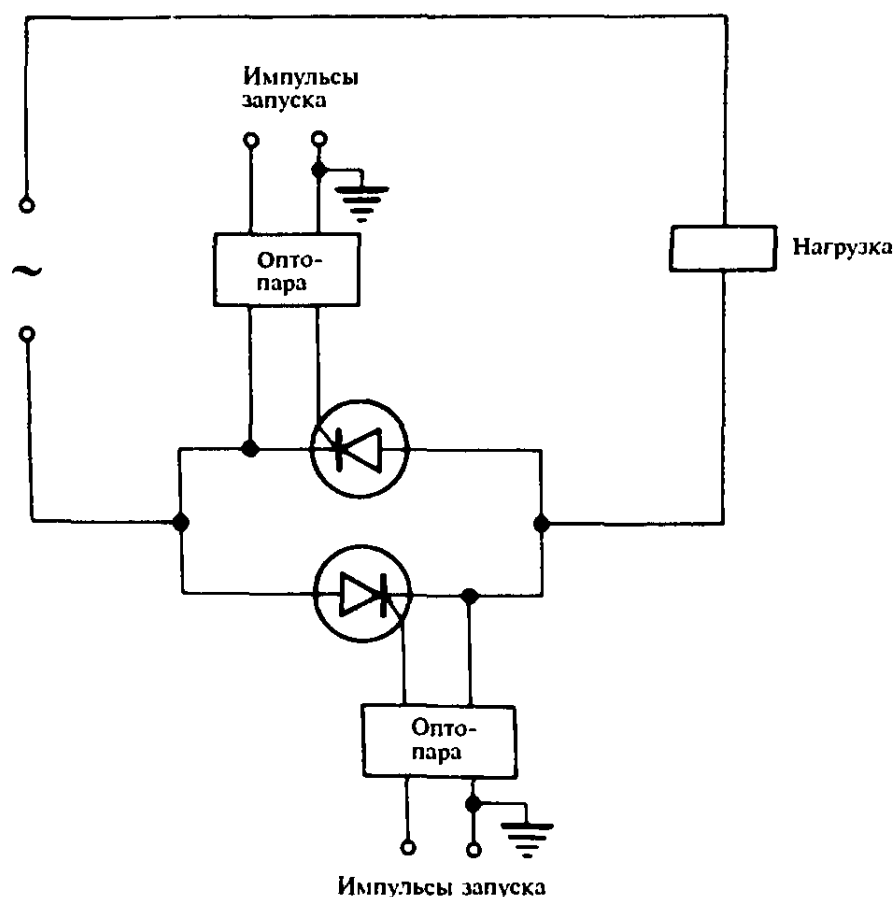 Импульсы
запуска
Опто-
пара
~
Нагрузка
Опто-
пара
Импульсы запуска